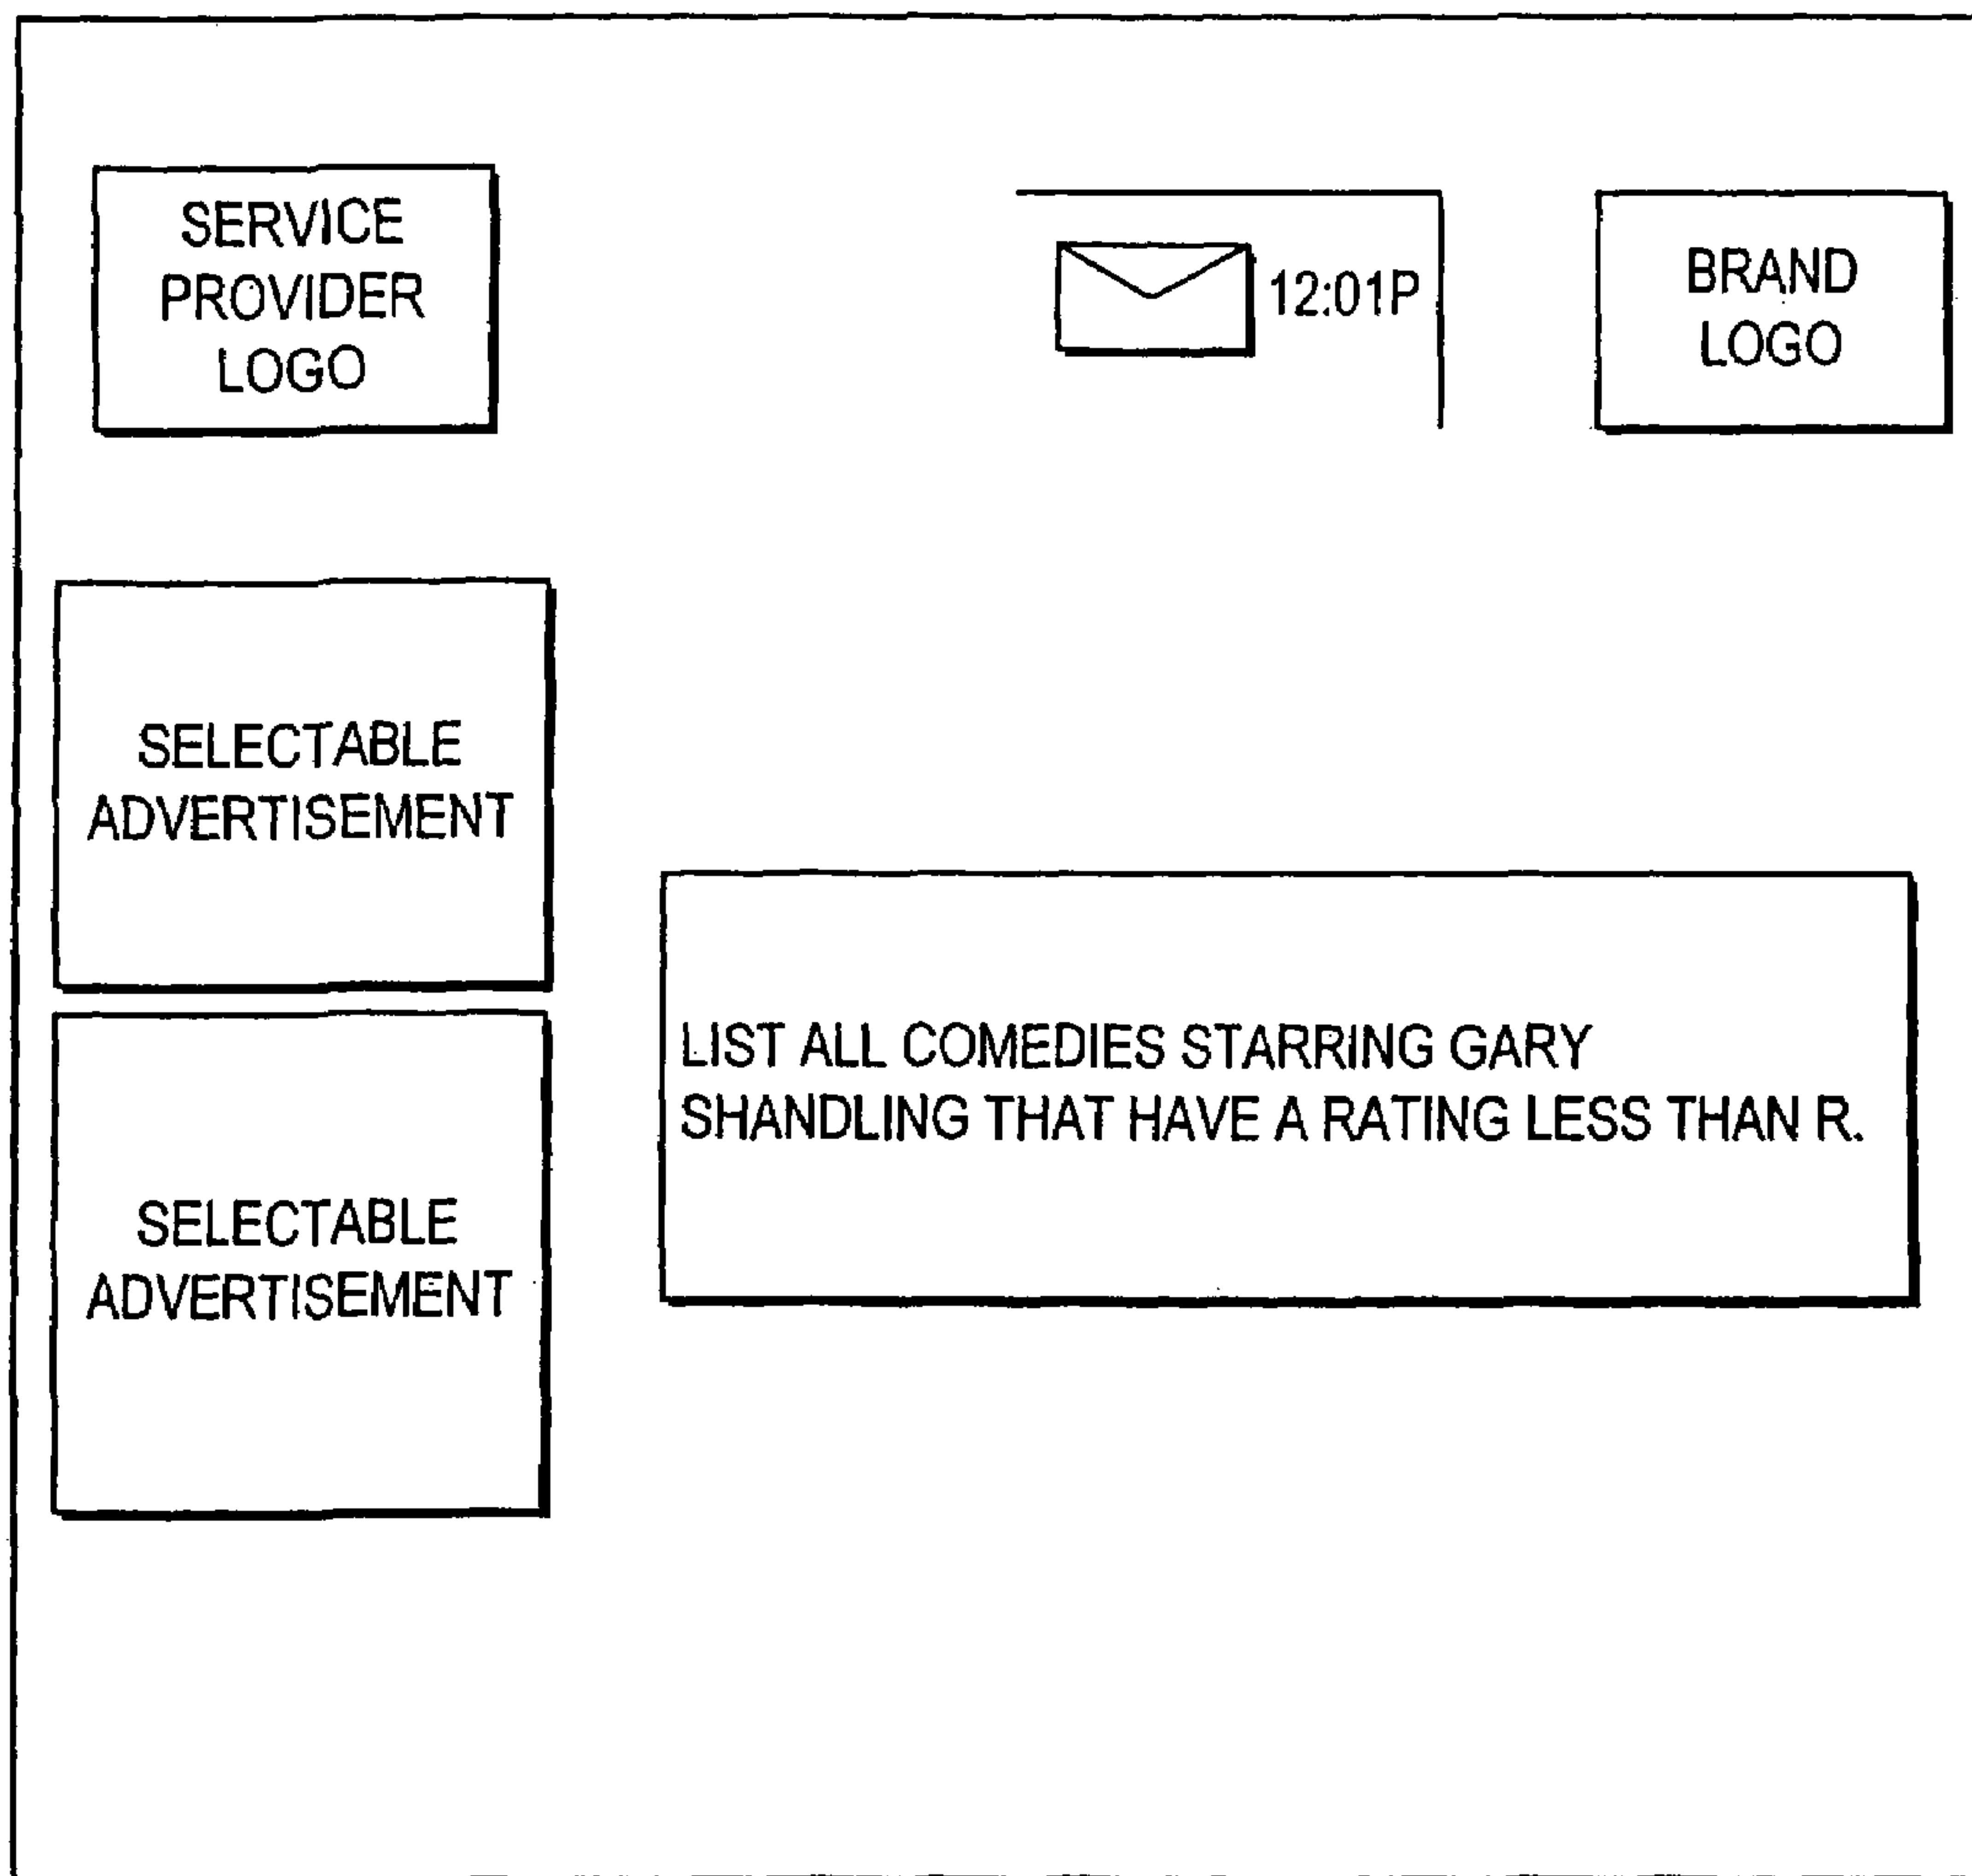 SERVICE
PROVIDER
LOGO
12:01P
BRAND
LOGO
SELECTABLE
ADVERTISEMENT
SELECTABLE
ADVERTISEMENT
LIST ALL COMEDIES STARRING GARY
SHANDLING THAT HAVE A RATING LESS THAN R.